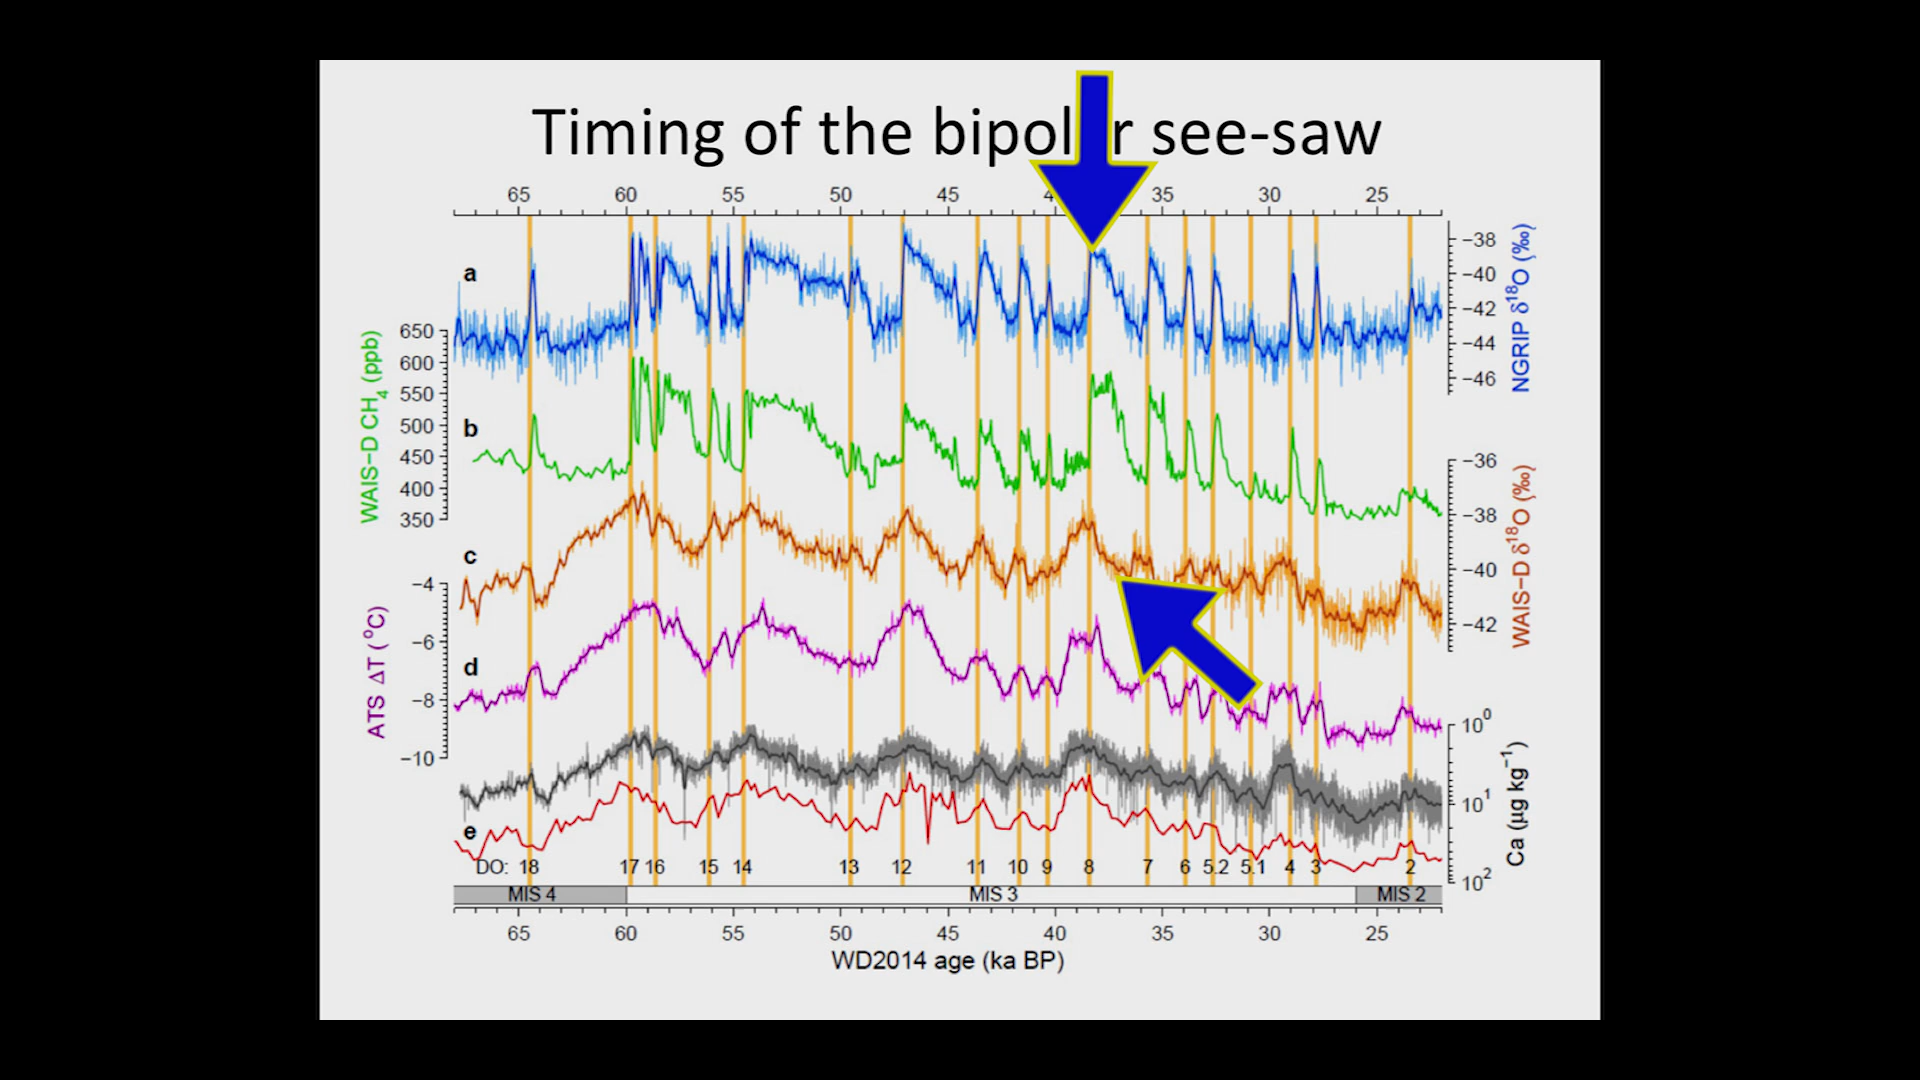 Timing of the bipol r see-saw
65 60 55 50 45 4 35 30 25
a
−38
−40
−42
−44
−46
NGRIP δ18O (‰)
650
600
550
500
450
400
350
WAIS−D CH4 (ppb)
b
−36
−38
−40
−42
WAIS−D δ18O (‰)
c
−4
−6
−8
−10
ATS ΔT (°C)
d
10^0
10^1
10^2
Ca (µg kg−1)
e
DO: 18 17 16 15 14 13 12 11 10 9 8 7 6 5.2 5.1 4 3 2
MIS 4 MIS 3 MIS 2
65 60 55 50 45 40 35 30 25
WD2014 age (ka BP)